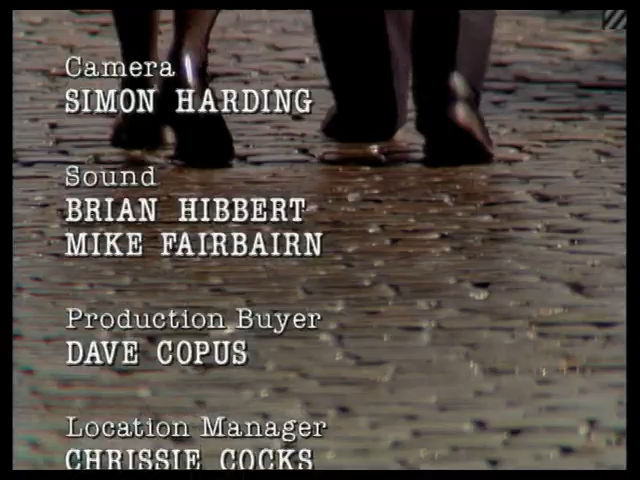 Camera
SIMON HARDING
Sound
BRIAN HIBBERT
MIKE FAIRBAIRN
Production Buyer
DAVE COPUS
Location Manager
CHRISSIE COCKS